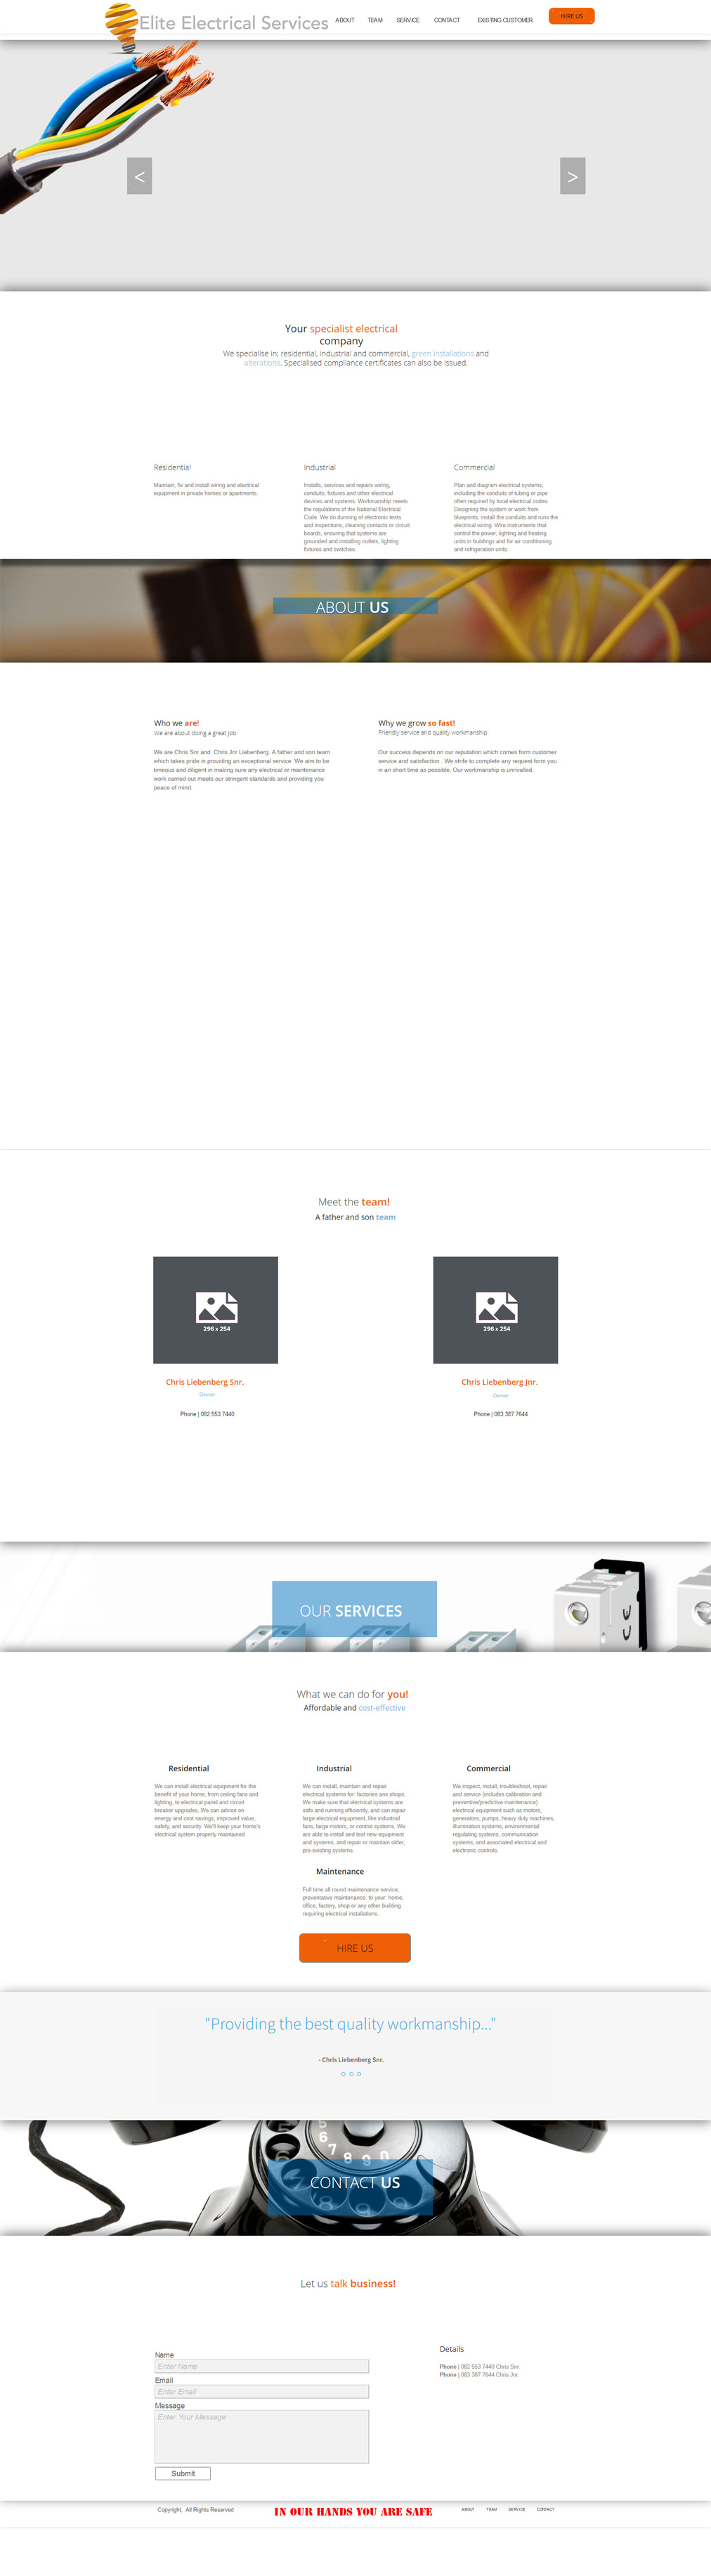 Elite Electrical Services
ABOUT TEAM SERVICE CONTACT EXISTING CUSTOMER HIRE US
< >
Your specialist electrical
company
We specialise in; residential, industrial and commercial, green installations and
alterations. Specialised compliance certificates can also be issued.
Residential
Maintain, fix and install wiring and electrical
equipment in private homes or apartments.
Industrial
Installs, services and repairs wiring,
conduits, fixtures and other electrical
devices and systems. Workmanship meets
the regulations of the National Electrical
Code. We do dunning of electronic tests
and inspections, cleaning contacts or circuit
boards, ensuring that systems are
grounded and installing outlets, lighting
fixtures and switches.
Commercial
Plan and diagram electrical systems,
including the conduits of tubing or pipe
often required by local electrical codes.
Designing the system or work from
blueprints, install the conduits and runs the
electrical wiring. Wire instruments that
control the power, lighting and heating
units in buildings and for air conditioning
and refrigeration units.
ABOUT US
Who we are!
We are about doing a great job
We are Chris Snr and Chris Jnr Liebenberg. A father and son team
which takes pride in providing an exceptional service. We aim to be
timeous and diligent in making sure any electrical or maintenance
work carried out meets our stringent standards and providing you
peace of mind.
Why we grow so fast!
Friendly service and quality workmanship
Our success depends on our reputation which comes form customer
service and satisfaction . We strife to complete any request form you
in an short time as possible. Our workmanship is unrivalled.
Meet the team!
A father and son team
296 x 254
Chris Liebenberg Snr.
Owner
Phone | 082 553 7440
296 x 254
Chris Liebenberg Jnr.
Owner
Phone | 083 387 7644
OUR SERVICES
What we can do for you!
Affordable and cost-effective
Residential
We can install electrical equipment for the
benefit of your home, from ceiling fans and
lighting, to electrical panel and circuit
breaker upgrades, We can advise on
energy and cost savings, improved value,
safety, and security. We'll keep your home's
electrical system properly maintained
Industrial
We can install, maintain and repair
electrical systems for: factories ans shops.
We make sure that electrical systems are
safe and running efficiently, and can repair
large electrical equipment, like industrial
fans, large motors, or control systems. We
are able to install and test new equipment
and systems, and repair or maintain older,
pre-existing systems.
Commercial
We inspect, install, troubleshoot, repair
and service (includes calibration and
preventive/predictive maintenance)
electrical equipment such as motors,
generators, pumps, heavy duty machines,
illumination systems, environmental
regulating systems, communication
systems; and associated electrical and
electronic controls.
Maintenance
Full time all round maintenance service,
preventative maintenance. to your: home,
office, factory, shop or any other building
requiring electrical installations.
HIRE US
"Providing the best quality workmanship..."
- Chris Liebenberg Snr.
5 6 7 8 9 0
CONTACT US
Let us talk business!
Name
Enter Name
Email
Enter Email
Message
Enter Your Message
Submit
Details
Phone | 082 553 7440 Chris Snr.
Phone | 083 387 7644 Chris Jnr.
Copyright, All Rights Reserved
IN OUR HANDS YOU ARE SAFE
ABOUT TEAM SERVICE CONTACT